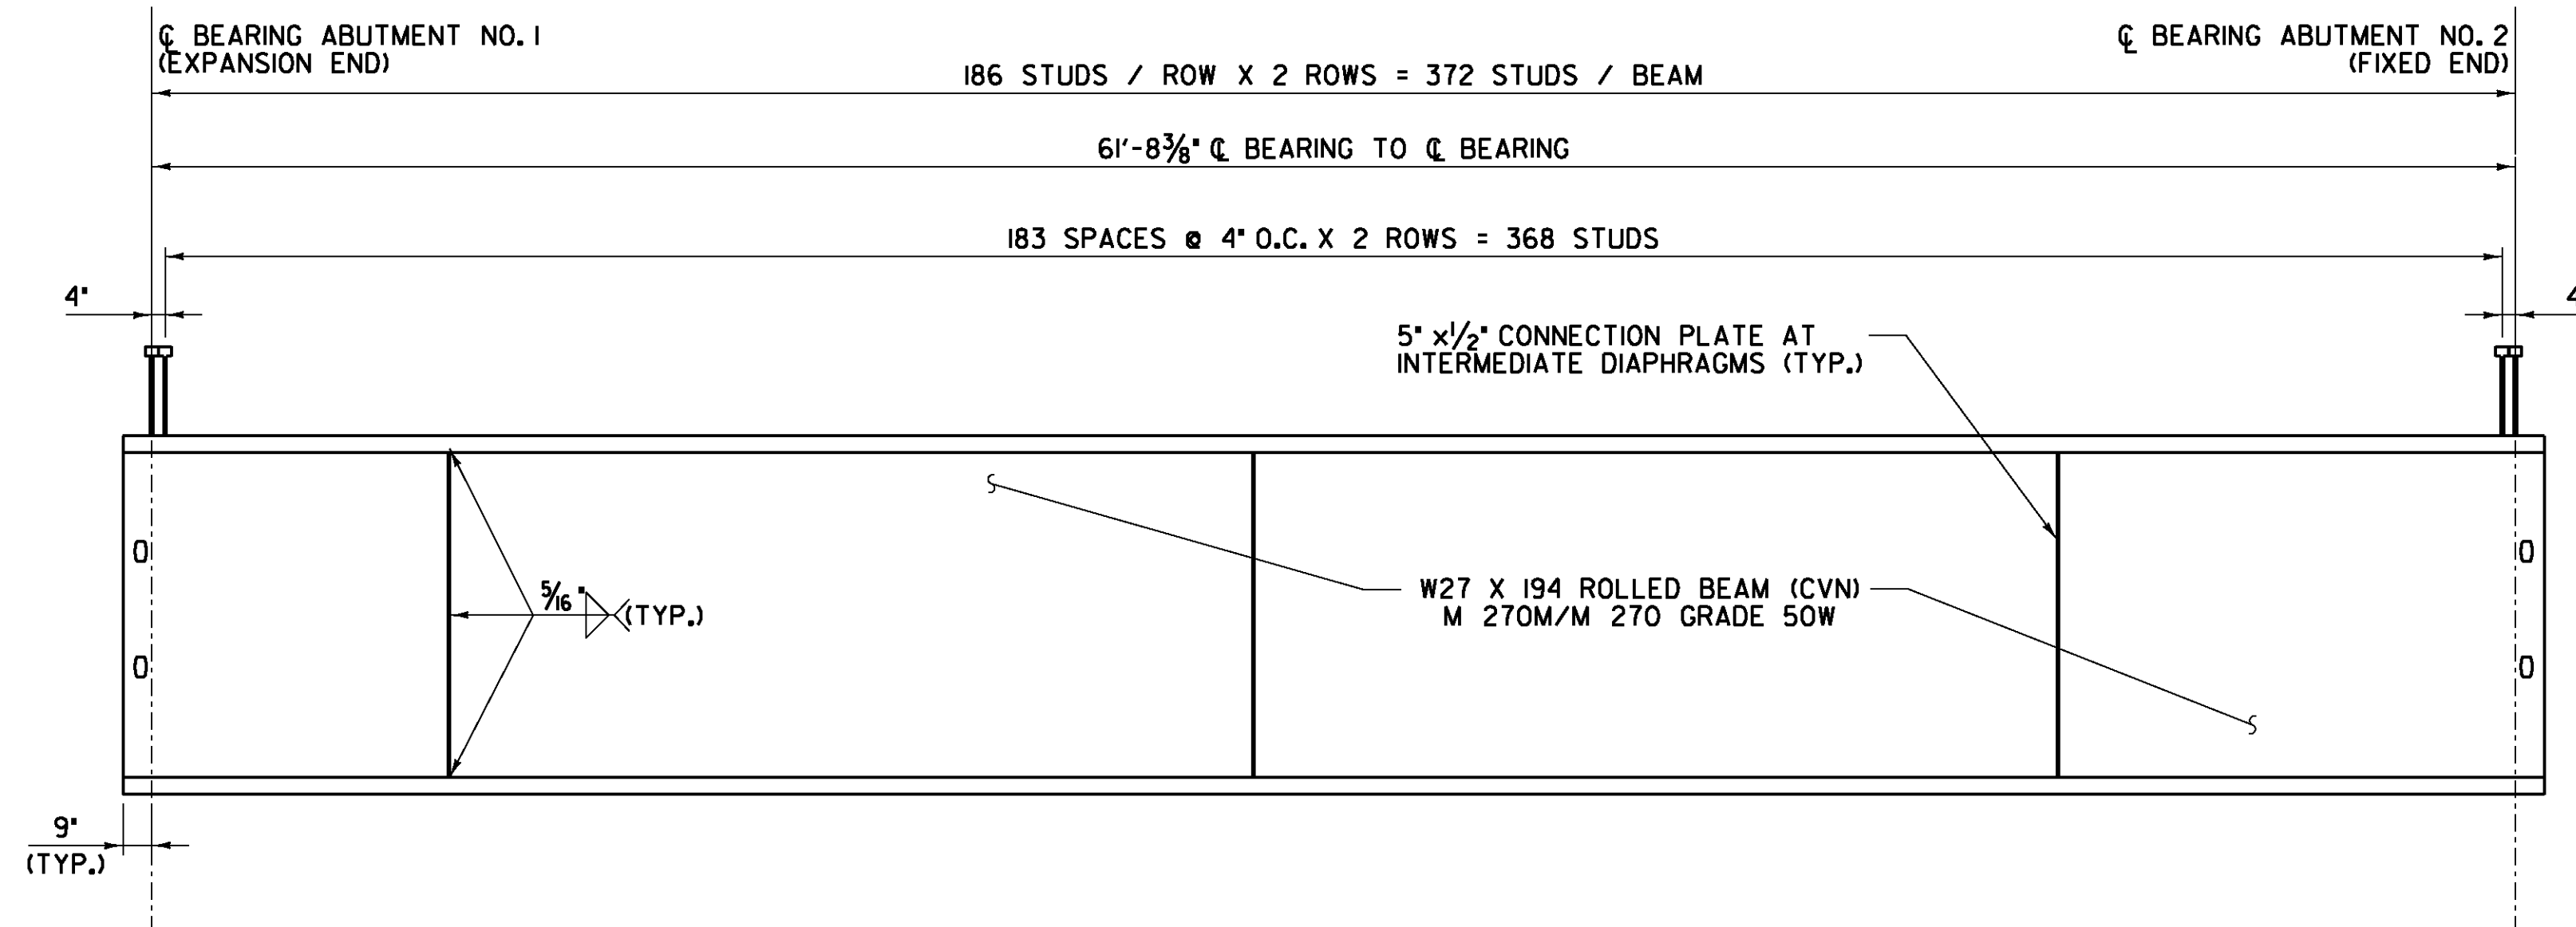 ℄ BEARING ABUTMENT NO. 1
(EXPANSION END)
℄ BEARING ABUTMENT NO. 2
(FIXED END)
186 STUDS / ROW X 2 ROWS = 372 STUDS / BEAM
61'-8⅜" ℄ BEARING TO ℄ BEARING
183 SPACES @ 4" O.C. X 2 ROWS = 368 STUDS
4"
4
5" x½" CONNECTION PLATE AT
INTERMEDIATE DIAPHRAGMS (TYP.)
5/16" (TYP.)
W27 X 194 ROLLED BEAM (CVN)
M 270M/M 270 GRADE 50W
9"
(TYP.)